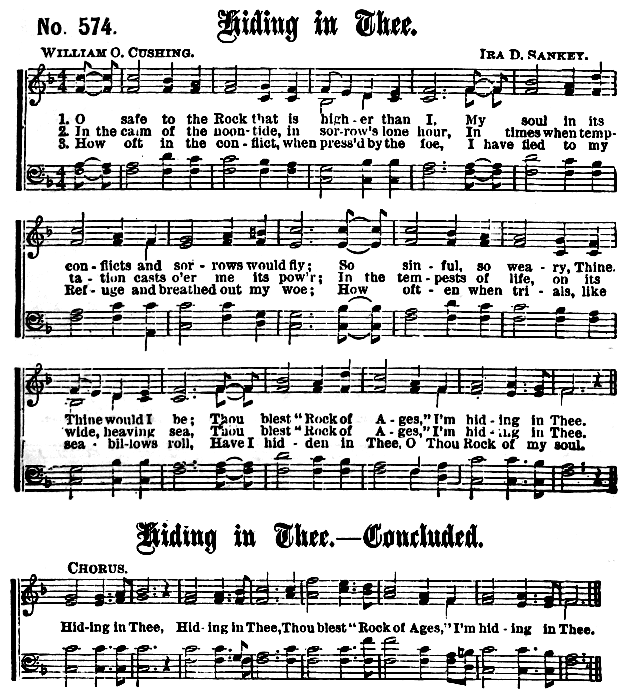 No. 574.
Hiding in Thee.
WILLIAM O. CUSHING.
IRA D. SANKEY.
1. O safe to the Rock that is high-er than I, My soul in its
2. In the calm of the noon-tide, in sor-row's lone hour, In times when temp-
3. How oft in the con-flict, when press'd by the foe, I have fled to my
con-flicts and sor-rows would fly; So sin-ful, so wea-ry, Thine.
ta-tion casts o'er me its pow'r; In the tem-pests of life, on its
Ref-uge and breathed out my woe; How oft-en when tri-als, like
Thine would I be; Thou blest "Rock of A-ges," I'm hid-ing in Thee.
wide, heaving sea, Thou blest "Rock of A-ges," I'm hid-ing in Thee.
sea-bil-lows roll, Have I hid-den in Thee, O Thou Rock of my soul.
Hiding in Thee.—Concluded.
CHORUS.
Hid-ing in Thee, Hid-ing in Thee, Thou blest "Rock of Ages," I'm hid-ing in Thee.